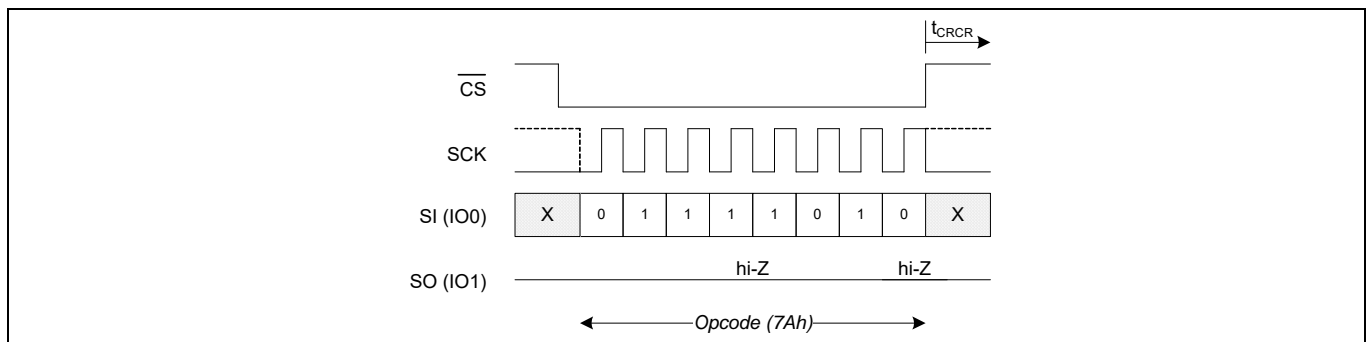 tCRCR
CS
SCK
SI (IO0) X 0 1 1 1 1 0 1 0 X
SO (IO1) hi-Z hi-Z
Opcode (7Ah)